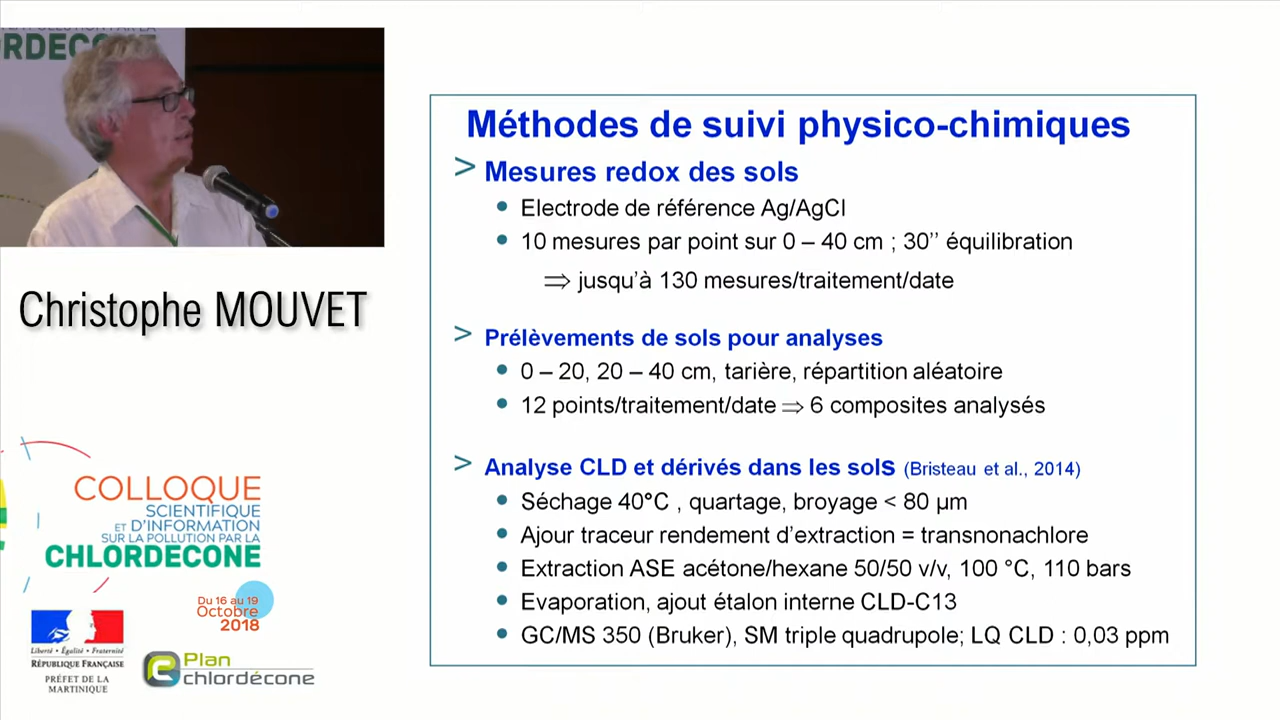 CHLORDECONE
Christophe MOUVET
COLLOQUE
SCIENTIFIQUE
ET D'INFORMATION
SUR LA POLLUTION PAR LA
CHLORDECONE
Du 16 au 19
Octobre
2018
Liberté • Égalité • Fraternité
RÉPUBLIQUE FRANÇAISE
PRÉFET DE LA
MARTINIQUE
Plan
chlordécone
Méthodes de suivi physico-chimiques
> Mesures redox des sols
• Electrode de référence Ag/AgCl
• 10 mesures par point sur 0 – 40 cm ; 30’’ équilibration
⇒ jusqu’à 130 mesures/traitement/date
> Prélèvements de sols pour analyses
• 0 – 20, 20 – 40 cm, tarière, répartition aléatoire
• 12 points/traitement/date ⇒ 6 composites analysés
> Analyse CLD et dérivés dans les sols (Bristeau et al., 2014)
• Séchage 40°C , quartage, broyage < 80 µm
• Ajour traceur rendement d’extraction = transnonachlore
• Extraction ASE acétone/hexane 50/50 v/v, 100 °C, 110 bars
• Evaporation, ajout étalon interne CLD-C13
• GC/MS 350 (Bruker), SM triple quadrupole; LQ CLD : 0,03 ppm